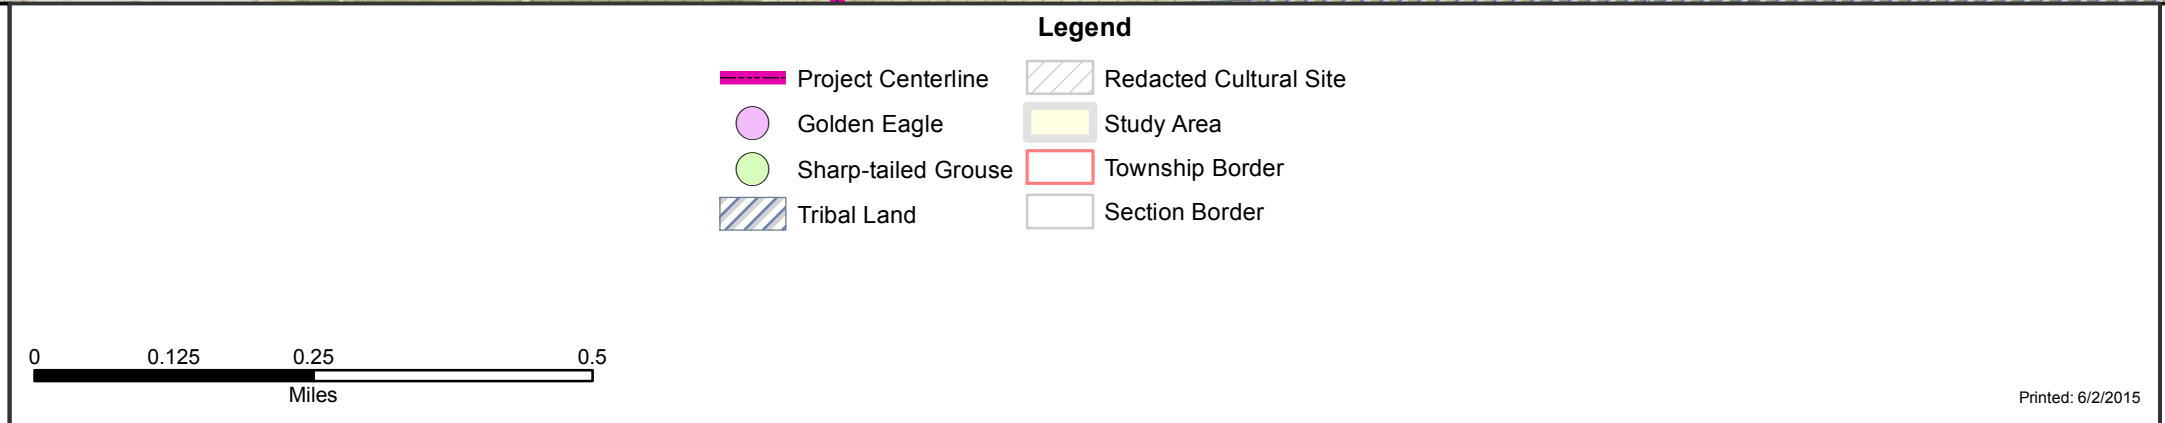 Legend
Project Centerline
Golden Eagle
Sharp-tailed Grouse
Tribal Land
Redacted Cultural Site
Study Area
Township Border
Section Border
0 0.125 0.25 0.5
Miles
Printed: 6/2/2015